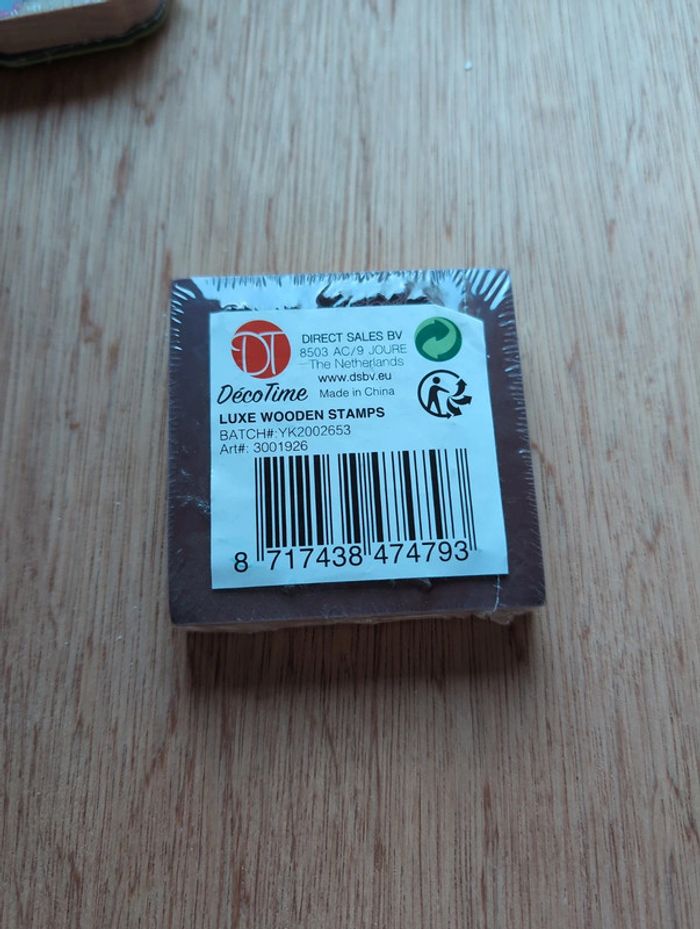 DT
DIRECT SALES BV
8503 AC/9 JOURE
The Netherlands
www.dsbv.eu
DécoTime Made in China
LUXE WOODEN STAMPS
BATCH#:YK2002653
Art#: 3001926
8 717438 474793